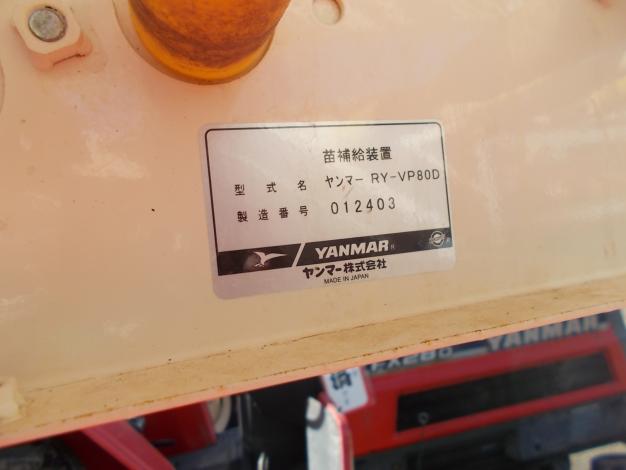 苗補給装置
型式名 ヤンマー RY-VP80D
製造番号 012403
YANMAR®
ヤンマー株式会社
MADE IN JAPAN
YANMAR